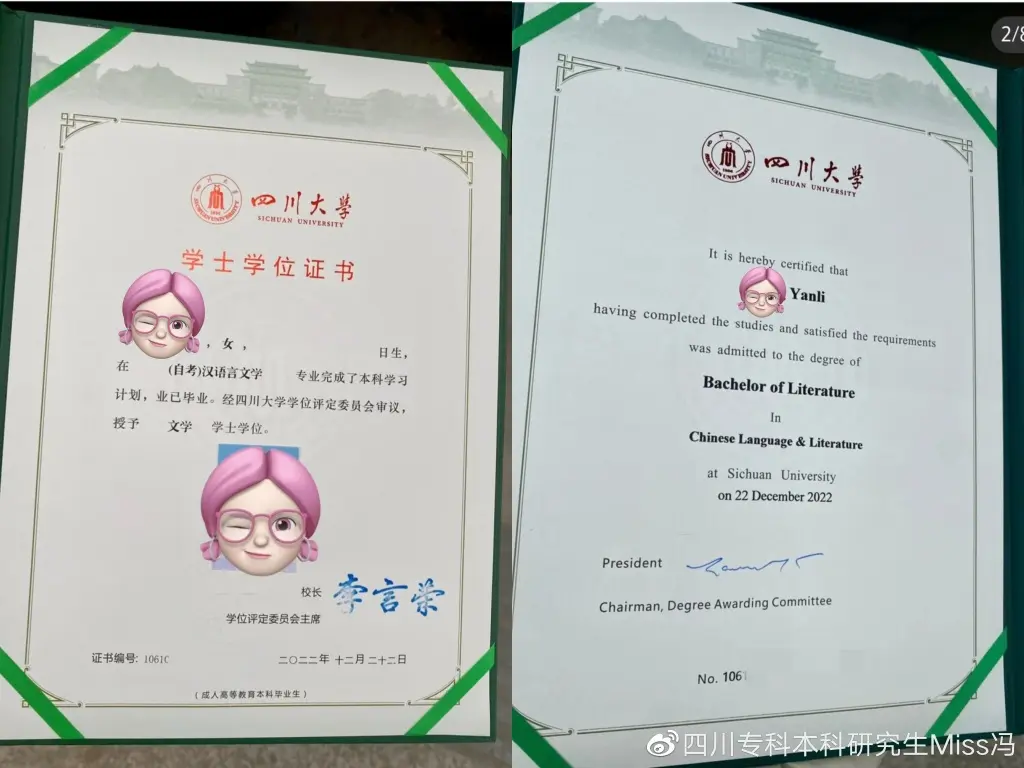 四川大學
SICHUAN UNIVERSITY
学士学位证书
，女，
日生，
在 (自考)汉语言文学 专业完成了本科学习
计划，业已毕业。经四川大学学位评定委员会审议，
授予 文学 学士学位。
校长 李言荣
学位评定委员会主席
证书编号: 1061
二〇二二年 十二月 二十二日
(成人高等教育本科毕业生)
2/8
四川大學
SICHUAN UNIVERSITY
SICHUAN UNIVERSITY
It is hereby certified that
Yanli
having completed the studies and satisfied the requirements
was admitted to the degree of
Bachelor of Literature
In
Chinese Language & Literature
at Sichuan University
on 22 December 2022
President
Chairman, Degree Awarding Committee
No. 106
四川专科本科研究生Miss冯